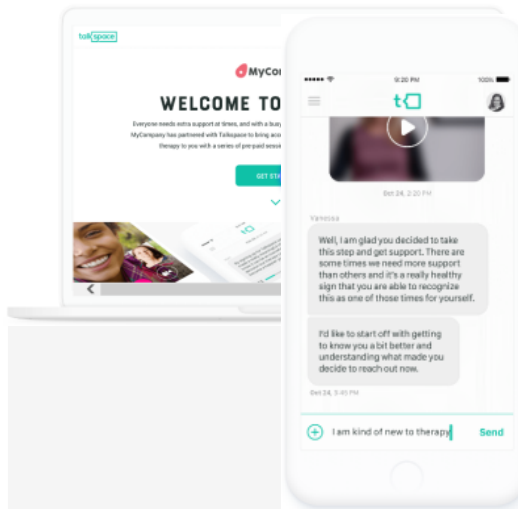 talkspace
MyCo
WELCOME TO
Everyone needs extra support at times, and with a busy
MyCompany has partnered with Talkspace to bring acc
therapy to you with a series of pre-paid sessi
GET STA
9:20 PM
100%
t
Oct 24, 2:20 PM
Vanessa
Well, I am glad you decided to take
this step and get support. There are
some times we need more support
than others and it's a really healthy
sign that you are able to recognize
this as one of those times for yourself.
I'd like to start off with getting
to know you a bit better and
understanding what made you
decide to reach out now.
Oct 24, 3:45 PM
I am kind of new to therapy
Send